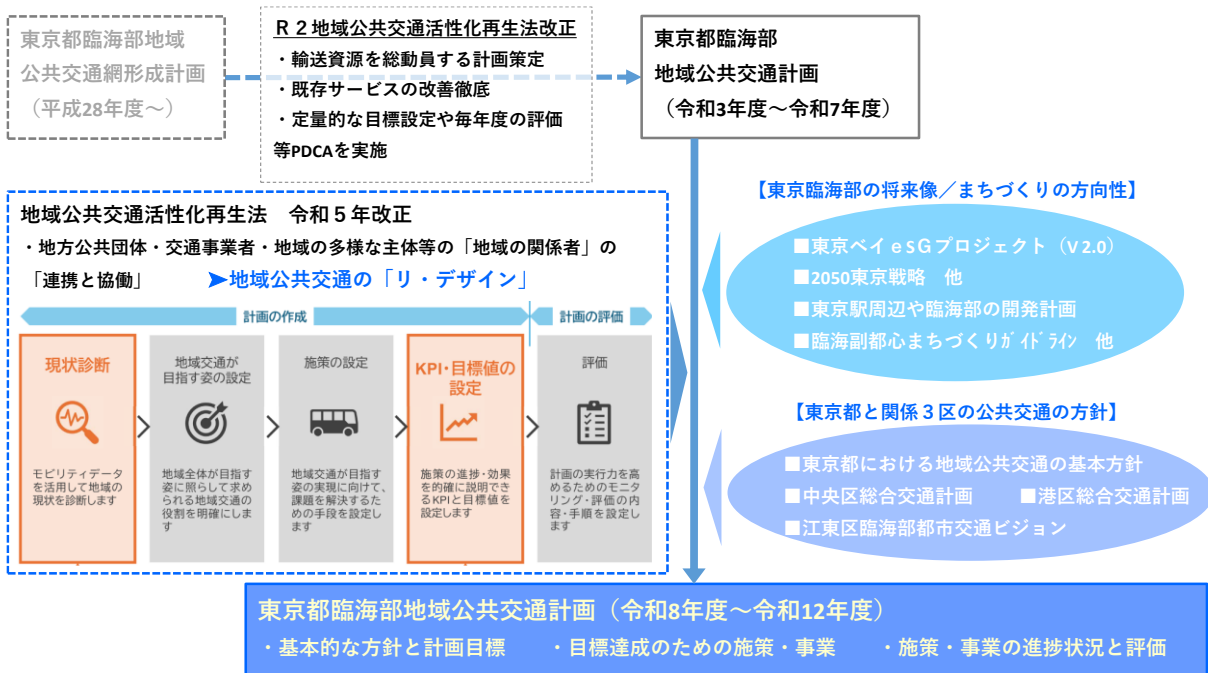 東京都臨海部地域
公共交通網形成計画
（平成28年度～）
R２地域公共交通活性化再生法改正
・輸送資源を総動員する計画策定
・既存サービスの改善徹底
・定量的な目標設定や毎年度の評価
等PDCAを実施
東京都臨海部
地域公共交通計画
（令和3年度～令和7年度）
地域公共交通活性化再生法　令和５年改正
・地方公共団体・交通事業者・地域の多様な主体等の「地域の関係者」の
「連携と協働」　➤地域公共交通の「リ・デザイン」
計画の作成
計画の評価
現状診断
モビリティデータ
を活用して地域の
現状を診断します
地域交通が
目指す姿の設定
地域全体が目指す
姿に照らして求め
られる地域交通の
役割を明確にしま
す
施策の設定
地域交通が目指す
姿の実現に向けて、
課題を解決するた
めの手段を設定し
ます
KPI・目標値の
設定
施策の進捗・効果
を的確に説明でき
るKPIと目標値を
設定します
評価
計画の実行力を高
めるためのモニタ
リング・評価の内
容・手順を設定し
ます
【東京臨海部の将来像／まちづくりの方向性】
■東京ベイｅSGプロジェクト（V 2.0）
■2050東京戦略　他
■東京駅周辺や臨海部の開発計画
■臨海副都心まちづくりｶﾞｲﾄﾞﾗｲﾝ　他
【東京都と関係３区の公共交通の方針】
■東京都における地域公共交通の基本方針
■中央区総合交通計画　■港区総合交通計画
■江東区臨海部都市交通ビジョン
東京都臨海部地域公共交通計画（令和8年度～令和12年度）
・基本的な方針と計画目標　・目標達成のための施策・事業　・施策・事業の進捗状況と評価